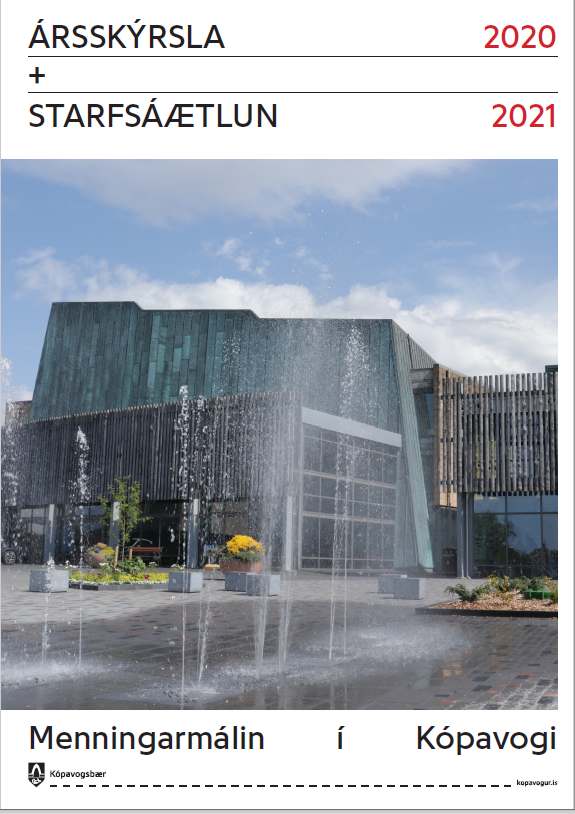 ÁRSSKÝRSLA 2020
+
STARFSÁÆTLUN 2021
Menningarmálin í Kópavogi
Kópavogsbær
kopavogur.is